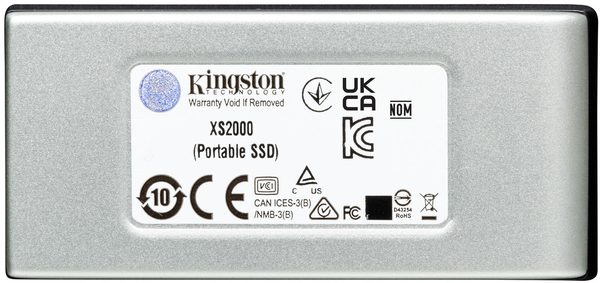 Kingston
TECHNOLOGY
Warranty Void If Removed
XS2000
(Portable SSD)
UK
CA
NOM
10
CE
VCI
C US
CAN ICES-3(B)
/NMB-3(B)
FC
D43254
RoHS